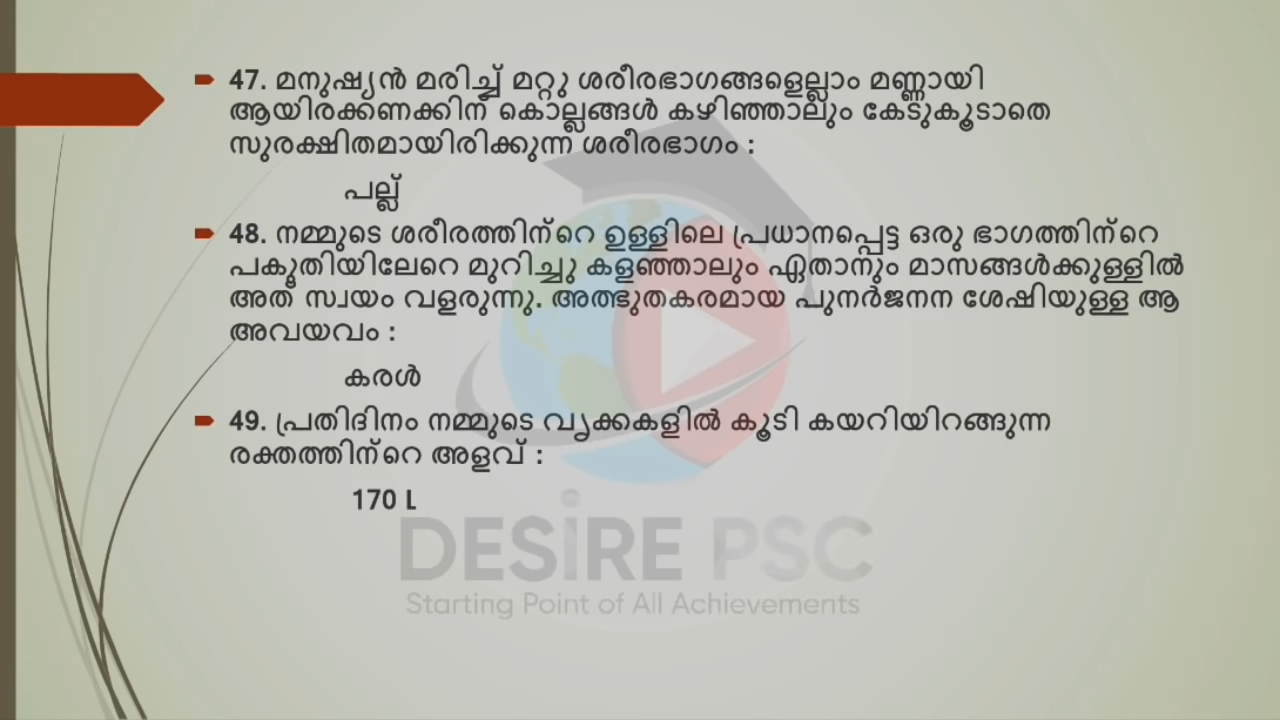 47. മനുഷ്യൻ മരിച്ച് മറ്റു ശരീരഭാഗങ്ങളെല്ലാം മണ്ണായി
ആയിരക്കണക്കിന് കൊല്ലങ്ങൾ കഴിഞ്ഞാലും കേടുകൂടാതെ
സുരക്ഷിതമായിരിക്കുന്ന ശരീരഭാഗം :
പല്ല്
48. നമ്മുടെ ശരീരത്തിന്റെ ഉള്ളിലെ പ്രധാനപ്പെട്ട ഒരു ഭാഗത്തിന്റെ
പകുതിയിലേറെ മുറിച്ചു കളഞ്ഞാലും ഏതാനും മാസങ്ങൾക്കുള്ളിൽ
അത് സ്വയം വളരുന്നു. അത്ഭുതകരമായ പുനർജനന ശേഷിയുള്ള ആ
അവയവം :
കരൾ
49. പ്രതിദിനം നമ്മുടെ വൃക്കകളിൽ കൂടി കയറിയിറങ്ങുന്ന
രക്തത്തിന്റെ അളവ് :
170 L
DESiRE PSC
Starting Point of All Achievements